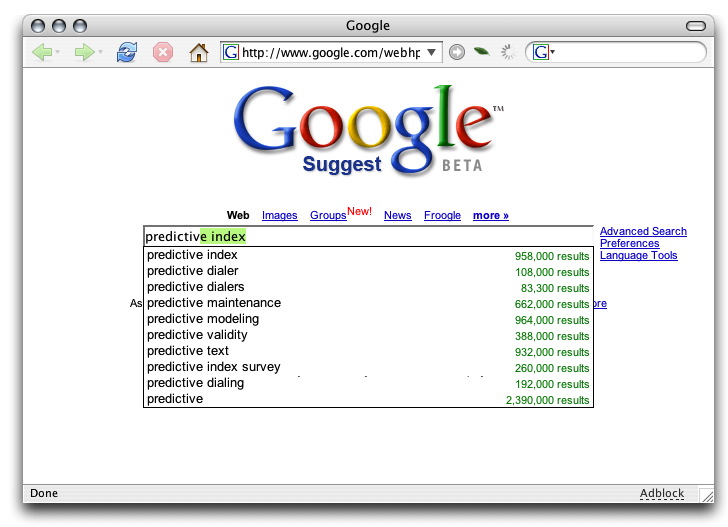 Google
http://www.google.com/webhp
Google™
Suggest BETA
Web Images Groups New! News Froogle more »
predictive index
Advanced Search
Preferences
Language Tools
predictive index 958,000 results
predictive dialer 108,000 results
predictive dialers 83,300 results
As predictive maintenance 662,000 results ore
predictive modeling 964,000 results
predictive validity 388,000 results
predictive text 932,000 results
predictive index survey 260,000 results
predictive dialing 192,000 results
predictive 2,390,000 results
Done Adblock